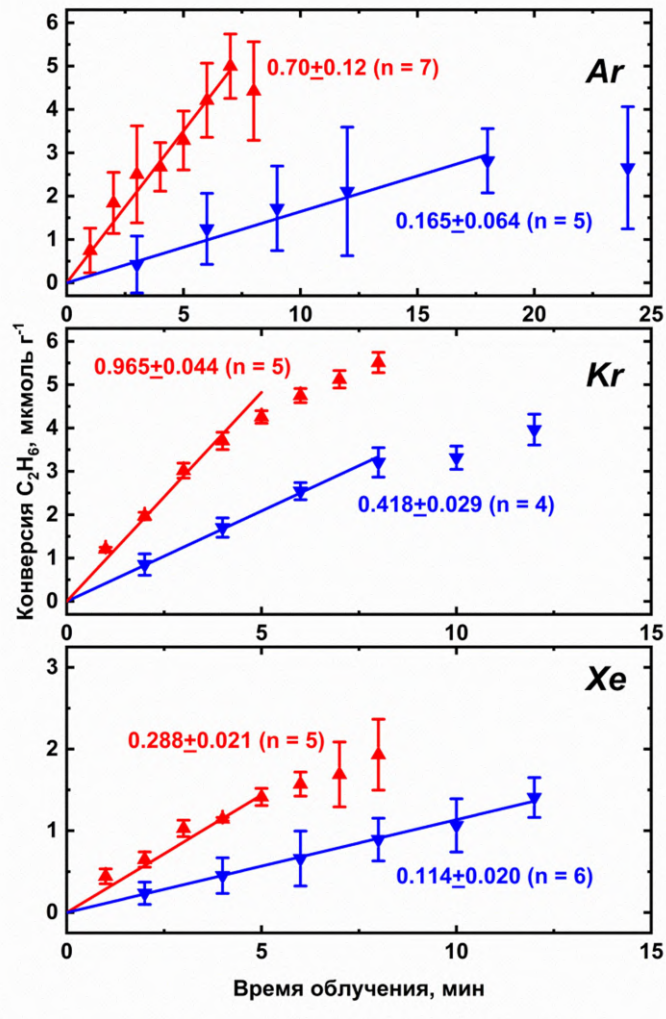 6
5
4
3
2
1
0
0.70±0.12 (n = 7)
Ar
0.165±0.064 (n = 5)
0 5 10 15 20 25
6
5
4
3
2
1
0
0.965±0.044 (n = 5)
Kr
0.418±0.029 (n = 4)
0 5 10 15
Конверсия C₂H₆, мкмоль г⁻¹
3
2
1
0
Xe
0.288±0.021 (n = 5)
0.114±0.020 (n = 6)
0 5 10 15
Время облучения, мин